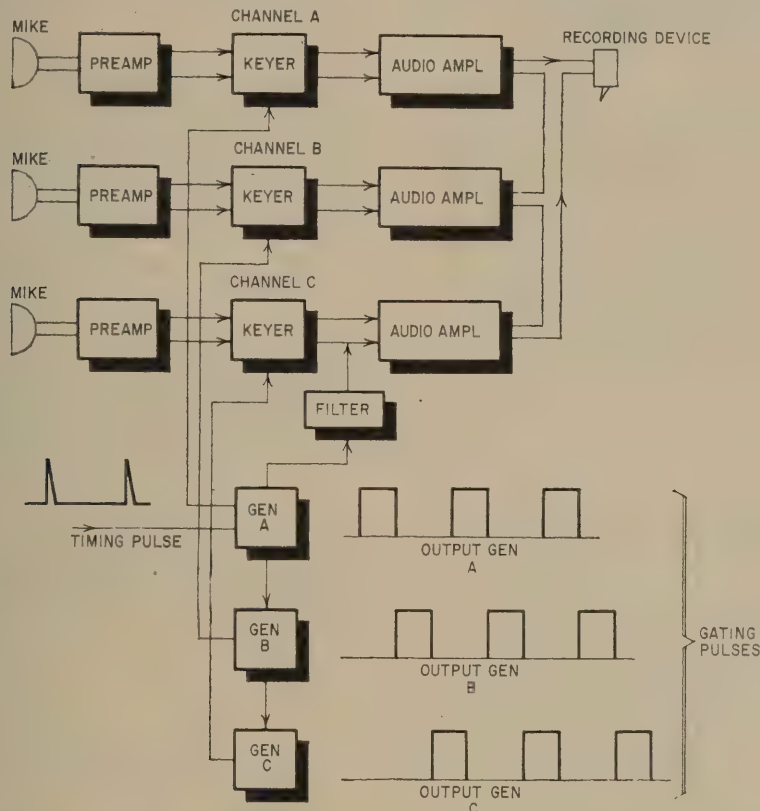 CHANNEL A
MIKE
PREAMP
KEYER
AUDIO AMPL
RECORDING DEVICE
CHANNEL B
MIKE
PREAMP
KEYER
AUDIO AMPL
CHANNEL C
MIKE
PREAMP
KEYER
AUDIO AMPL
FILTER
GEN
A
TIMING PULSE
OUTPUT GEN
A
GEN
B
OUTPUT GEN
B
GATING
PULSES
GEN
C
OUTPUT GEN
C